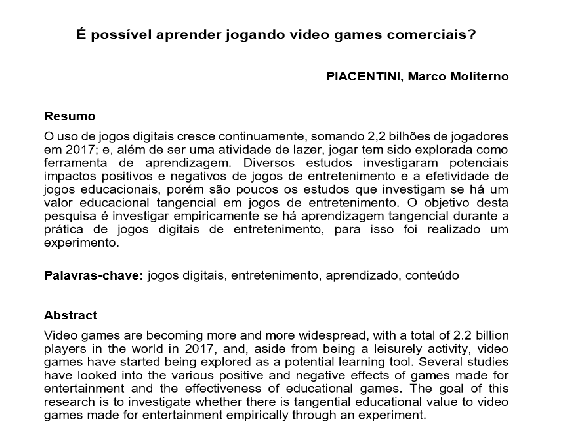 É possível aprender jogando video games comerciais?
PIACENTINI, Marco Moliterno
Resumo
O uso de jogos digitais cresce continuamente, somando 2,2 bilhões de jogadores
em 2017; e, além de ser uma atividade de lazer, jogar tem sido explorada como
ferramenta de aprendizagem. Diversos estudos investigaram potenciais
impactos positivos e negativos de jogos de entretenimento e a efetividade de
jogos educacionais, porém são poucos os estudos que investigam se há um
valor educacional tangencial em jogos de entretenimento. O objetivo desta
pesquisa é investigar empiricamente se há aprendizagem tangencial durante a
prática de jogos digitais de entretenimento, para isso foi realizado um
experimento.
Palavras-chave: jogos digitais, entretenimento, aprendizado, conteúdo
Abstract
Video games are becoming more and more widespread, with a total of 2.2 billion
players in the world in 2017, and, aside from being a leisurely activity, video
games have started being explored as a potential learning tool. Several studies
have looked into the various positive and negative effects of games made for
entertainment and the effectiveness of educational games. The goal of this
research is to investigate whether there is tangential educational value to video
games made for entertainment empirically through an experiment.